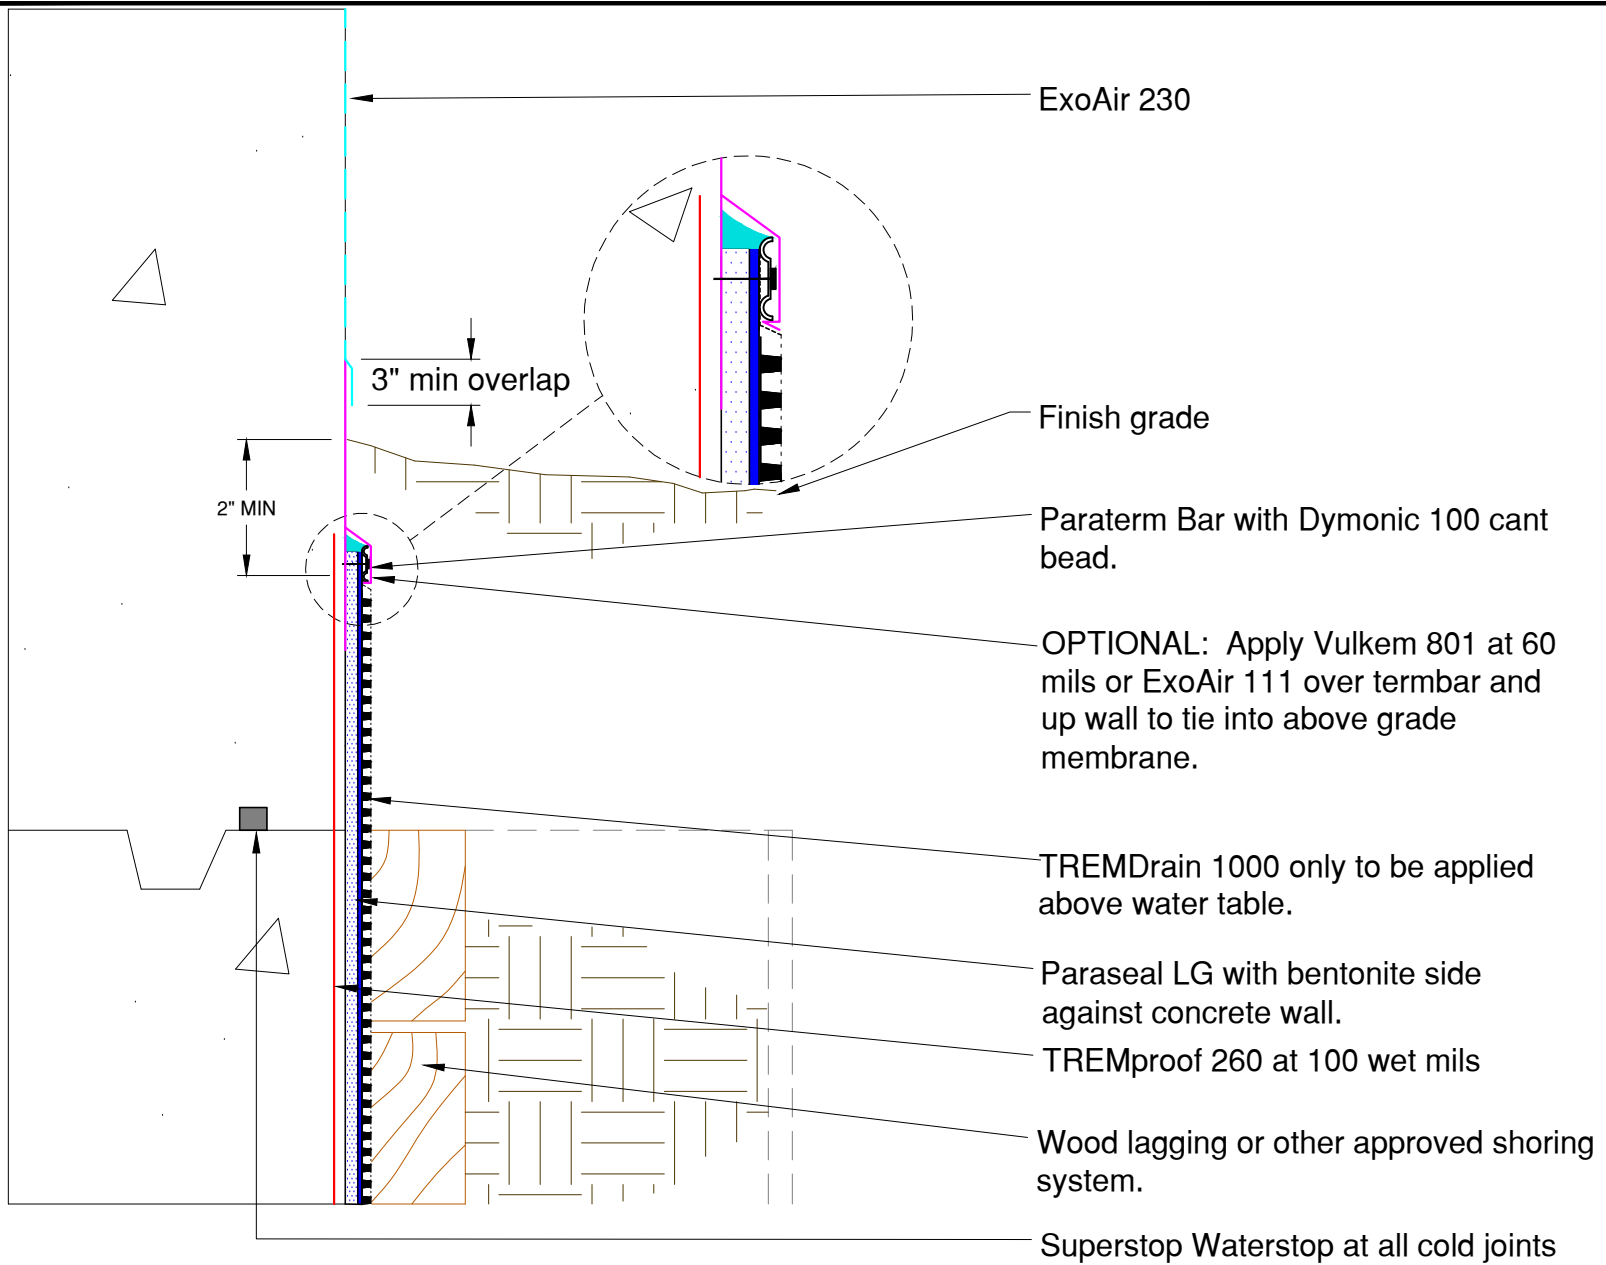 ExoAir 230
3" min overlap
Finish grade
2" MIN
Paraterm Bar with Dymonic 100 cant
bead.
OPTIONAL:  Apply Vulkem 801 at 60
mils or ExoAir 111 over termbar and
up wall to tie into above grade
membrane.
TREMDrain 1000 only to be applied
above water table.
Paraseal LG with bentonite side
against concrete wall.
TREMproof 260 at 100 wet mils
Wood lagging or other approved shoring
system.
Superstop Waterstop at all cold joints